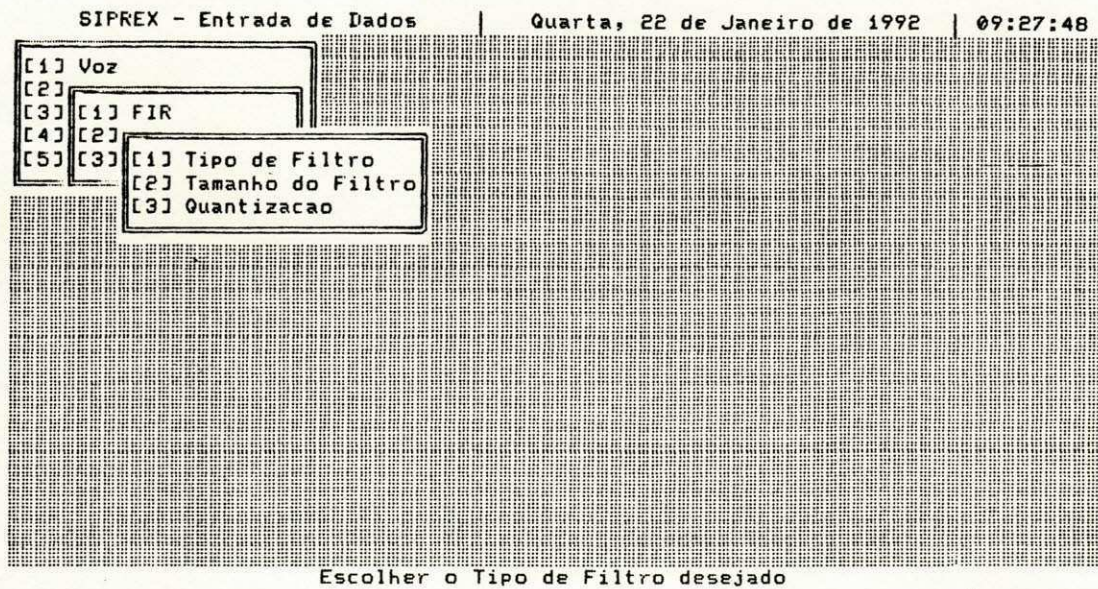 SIPREX - Entrada de Dados | Quarta, 22 de Janeiro de 1992 | 09:27:48
[1] Voz
[2]
[3] [1] FIR
[4] [2]
[5] [3] [1] Tipo de Filtro
[2] Tamanho do Filtro
[3] Quantizacao
Escolher o Tipo de Filtro desejado